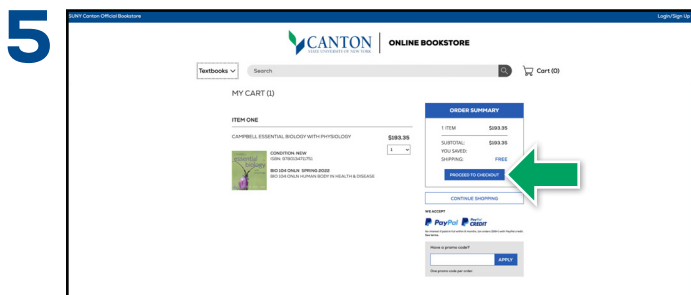 5
SUNY Canton Official Bookstore
Login/Sign Up
CANTON
STATE UNIVERSITY OF NEW YORK
ONLINE BOOKSTORE
Textbooks
Search
Cart (0)
MY CART (1)
ITEM ONE
CAMPBELL ESSENTIAL BIOLOGY WITH PHYSIOLOGY
$193.35
1
CONDITION: NEW
BIO 104 ONLN SPRING 2022
BIO 104 ONLN HUMAN BODY IN HEALTH & DISEASE
essential
biology
ORDER SUMMARY
1 ITEM $193.35
SUBTOTAL: $193.35
YOU SAVED:
SHIPPING: FREE
PROCEED TO CHECKOUT
CONTINUE SHOPPING
WE ACCEPT
PayPal PayPal CREDIT
Have a promo code?
APPLY
One promo code per order